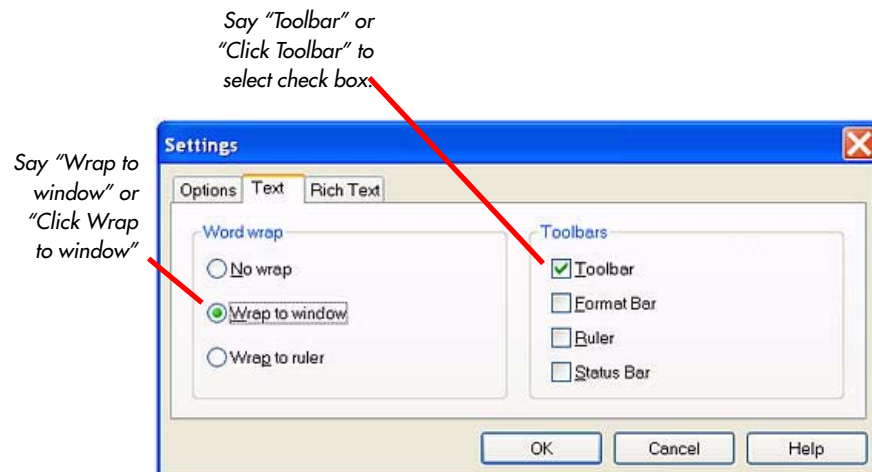 Say “Toolbar” or
“Click Toolbar” to
select check box.
Say “Wrap to
window” or
“Click Wrap
to window”
Settings
Options Text Rich Text
Word wrap
No wrap
Wrap to window
Wrap to ruler
Toolbars
Toolbar
Format Bar
Ruler
Status Bar
OK Cancel Help